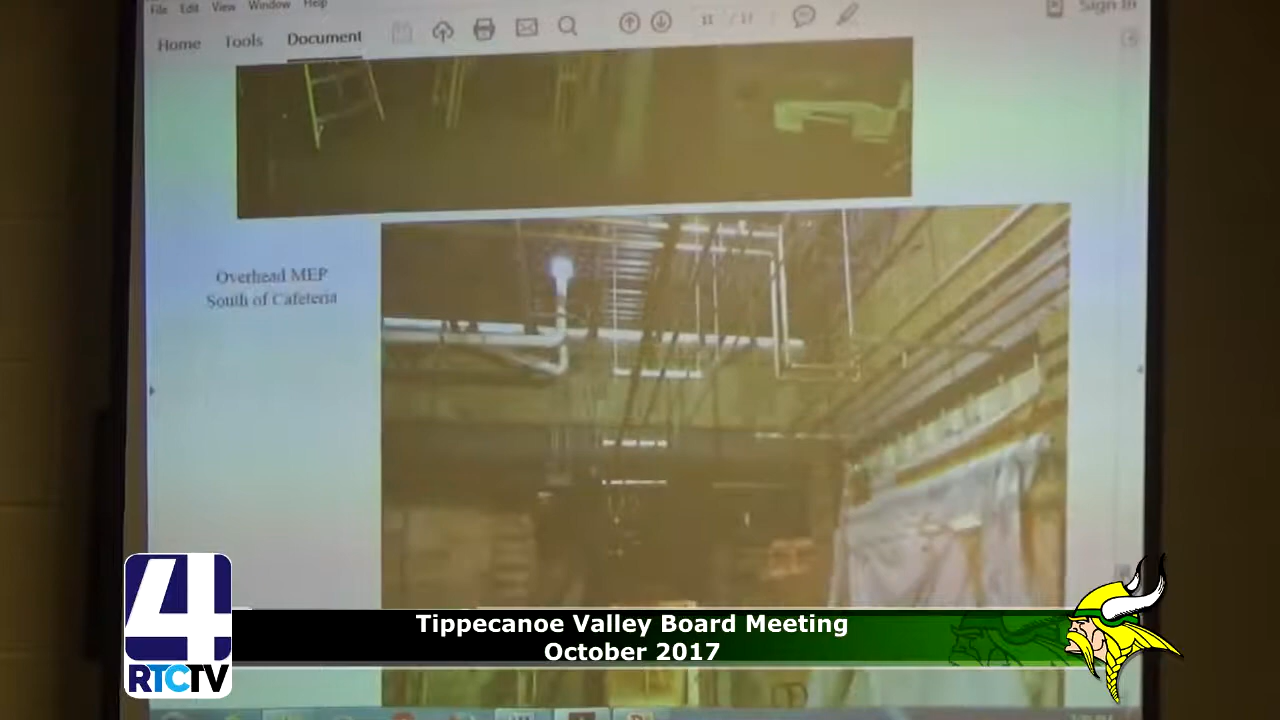 File Edit View Window Help
Home Tools Document
Sign In
Overhead MEP
South of Cafeteria
4
RTCTV
Tippecanoe Valley Board Meeting
October 2017